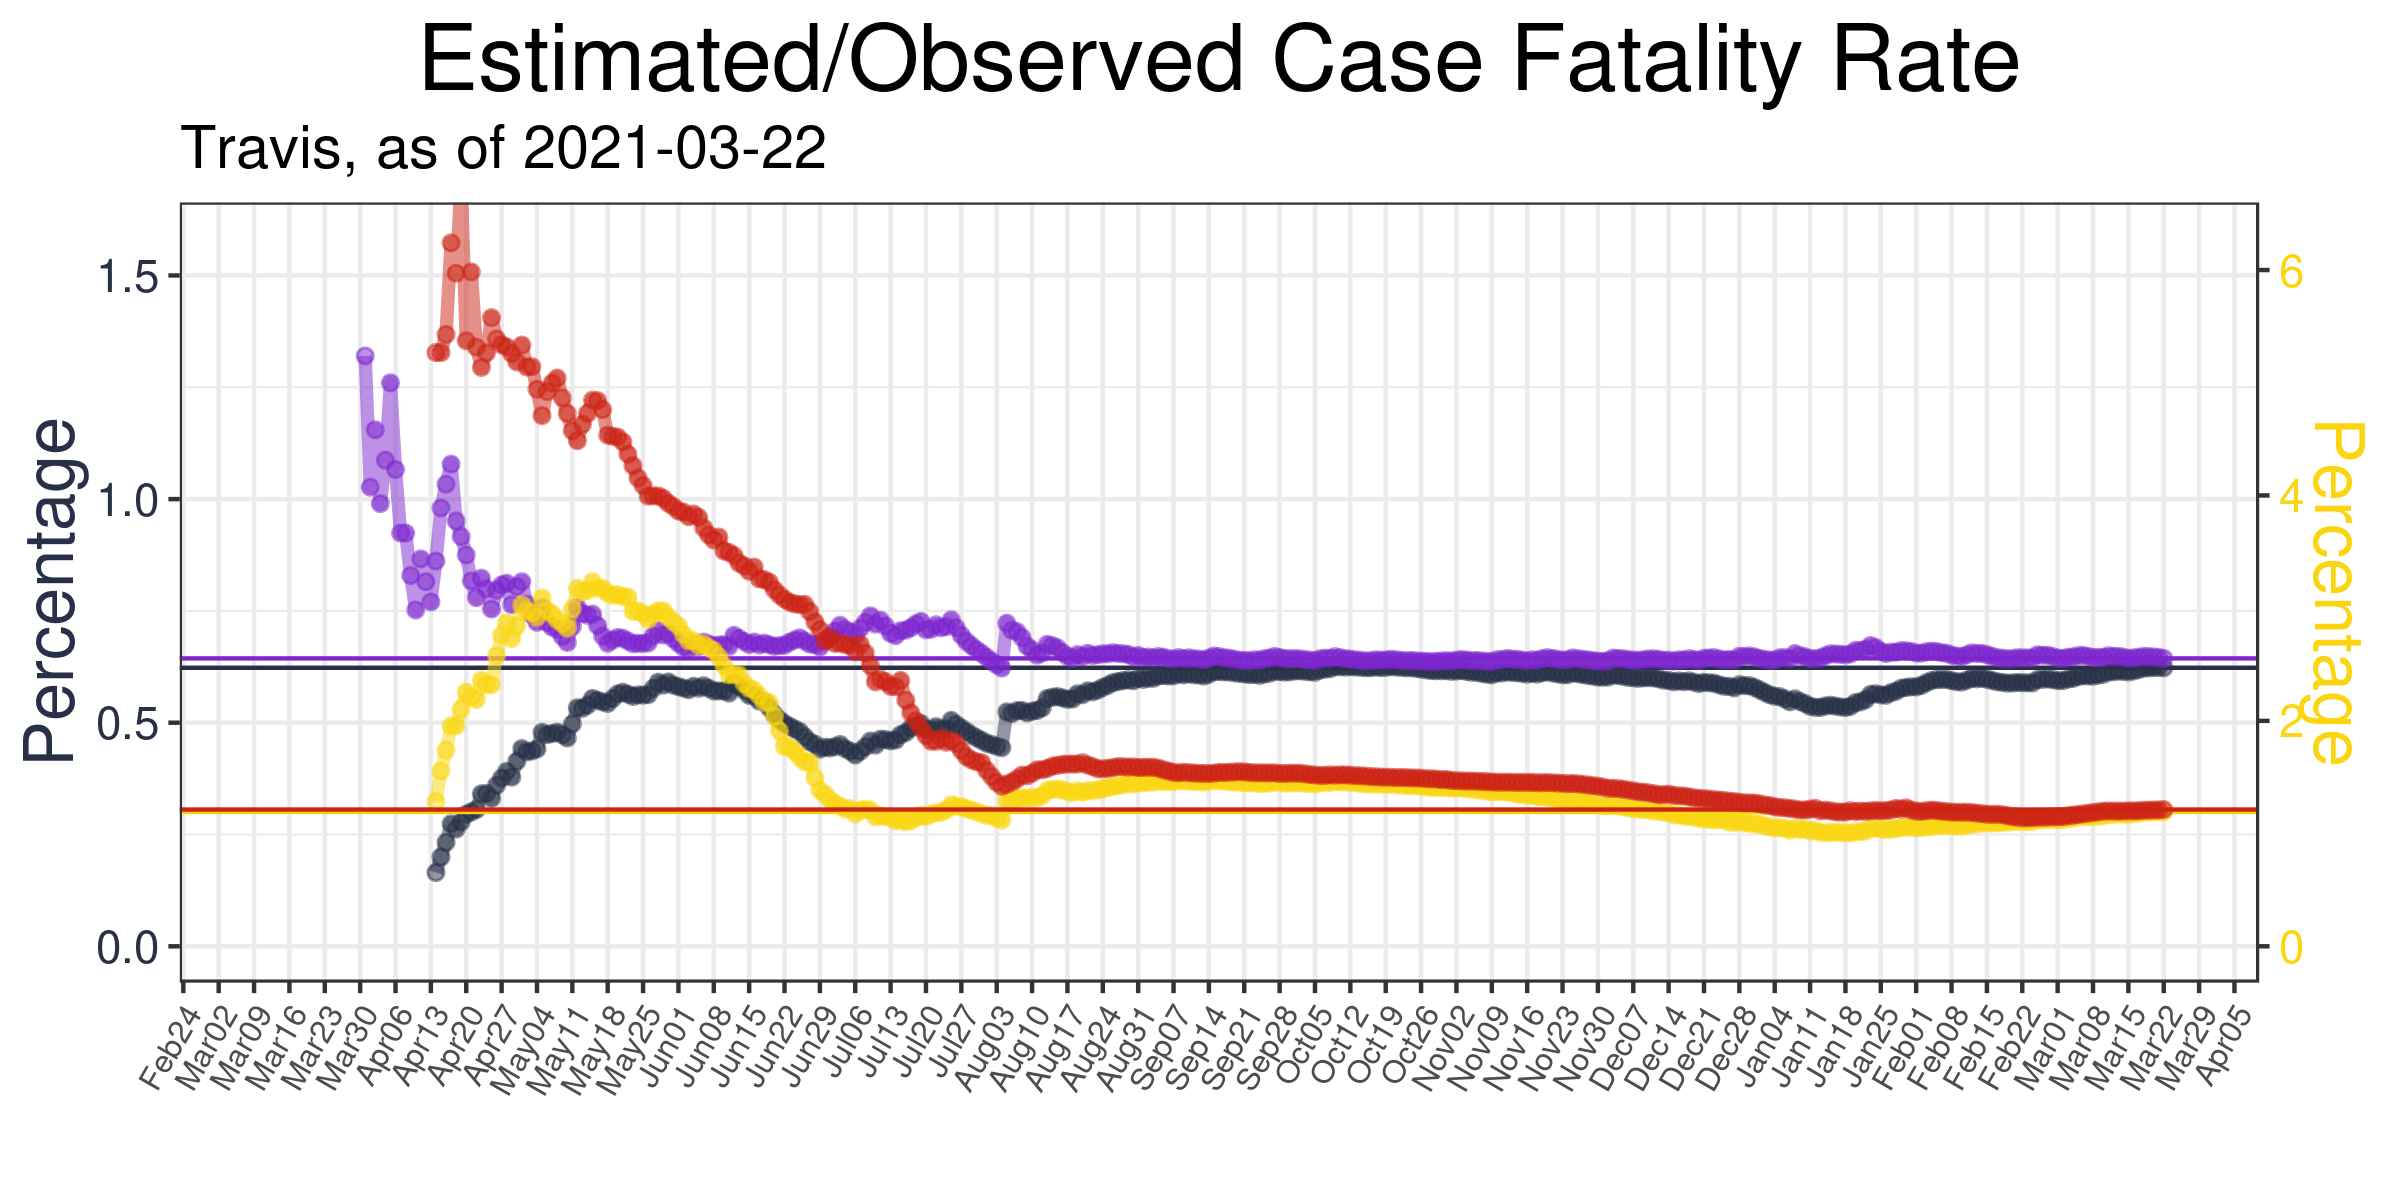 Estimated/Observed Case Fatality Rate
Travis, as of 2021-03-22
Percentage
1.5
1.0
0.5
0.0
6
4
2
0
Percentage
Feb24
Mar02
Mar09
Mar16
Mar23
Mar30
Apr06
Apr13
Apr20
Apr27
May04
May11
May18
May25
Jun01
Jun08
Jun15
Jun22
Jun29
Jul06
Jul13
Jul20
Jul27
Aug03
Aug10
Aug17
Aug24
Aug31
Sep07
Sep14
Sep21
Sep28
Oct05
Oct12
Oct19
Oct26
Nov02
Nov09
Nov16
Nov23
Nov30
Dec07
Dec14
Dec21
Dec28
Jan04
Jan11
Jan18
Jan25
Feb01
Feb08
Feb15
Feb22
Mar01
Mar08
Mar15
Mar22
Mar29
Apr05